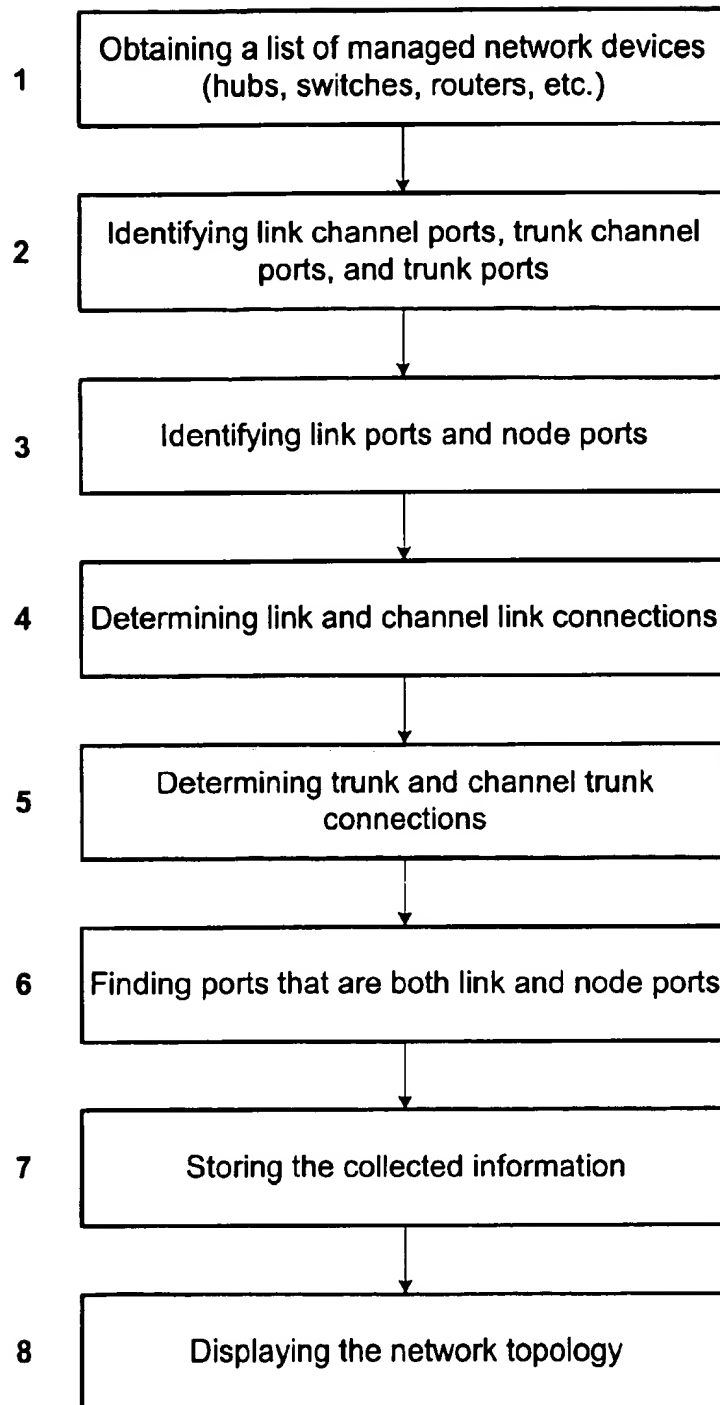 1
Obtaining a list of managed network devices
(hubs, switches, routers, etc.)
2
Identifying link channel ports, trunk channel
ports, and trunk ports
3
Identifying link ports and node ports
4
Determining link and channel link connections
5
Determining trunk and channel trunk
connections
6
Finding ports that are both link and node ports
7
Storing the collected information
8
Displaying the network topology